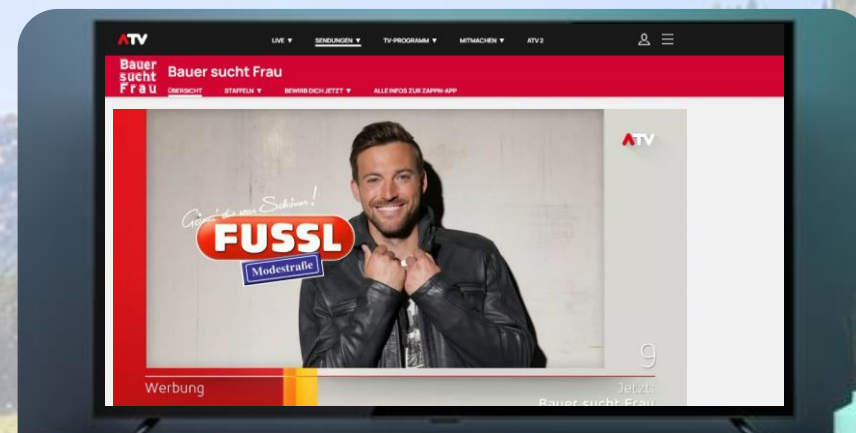 ATV
LIVE ▼ SENDUNGEN ▼ TV-PROGRAMM ▼ MITMACHEN ▼ ATV 2
Bauer
sucht
Frau
Bauer sucht Frau
ÜBERSICHT STAFFELN ▼ BEWIRB DICH JETZT ▼ ALLE INFOS ZUR ZAPPN-APP
ATV
Schönes!
FUSSL
Modestraße
9
Werbung
Jetzt:
Bauer sucht Frau